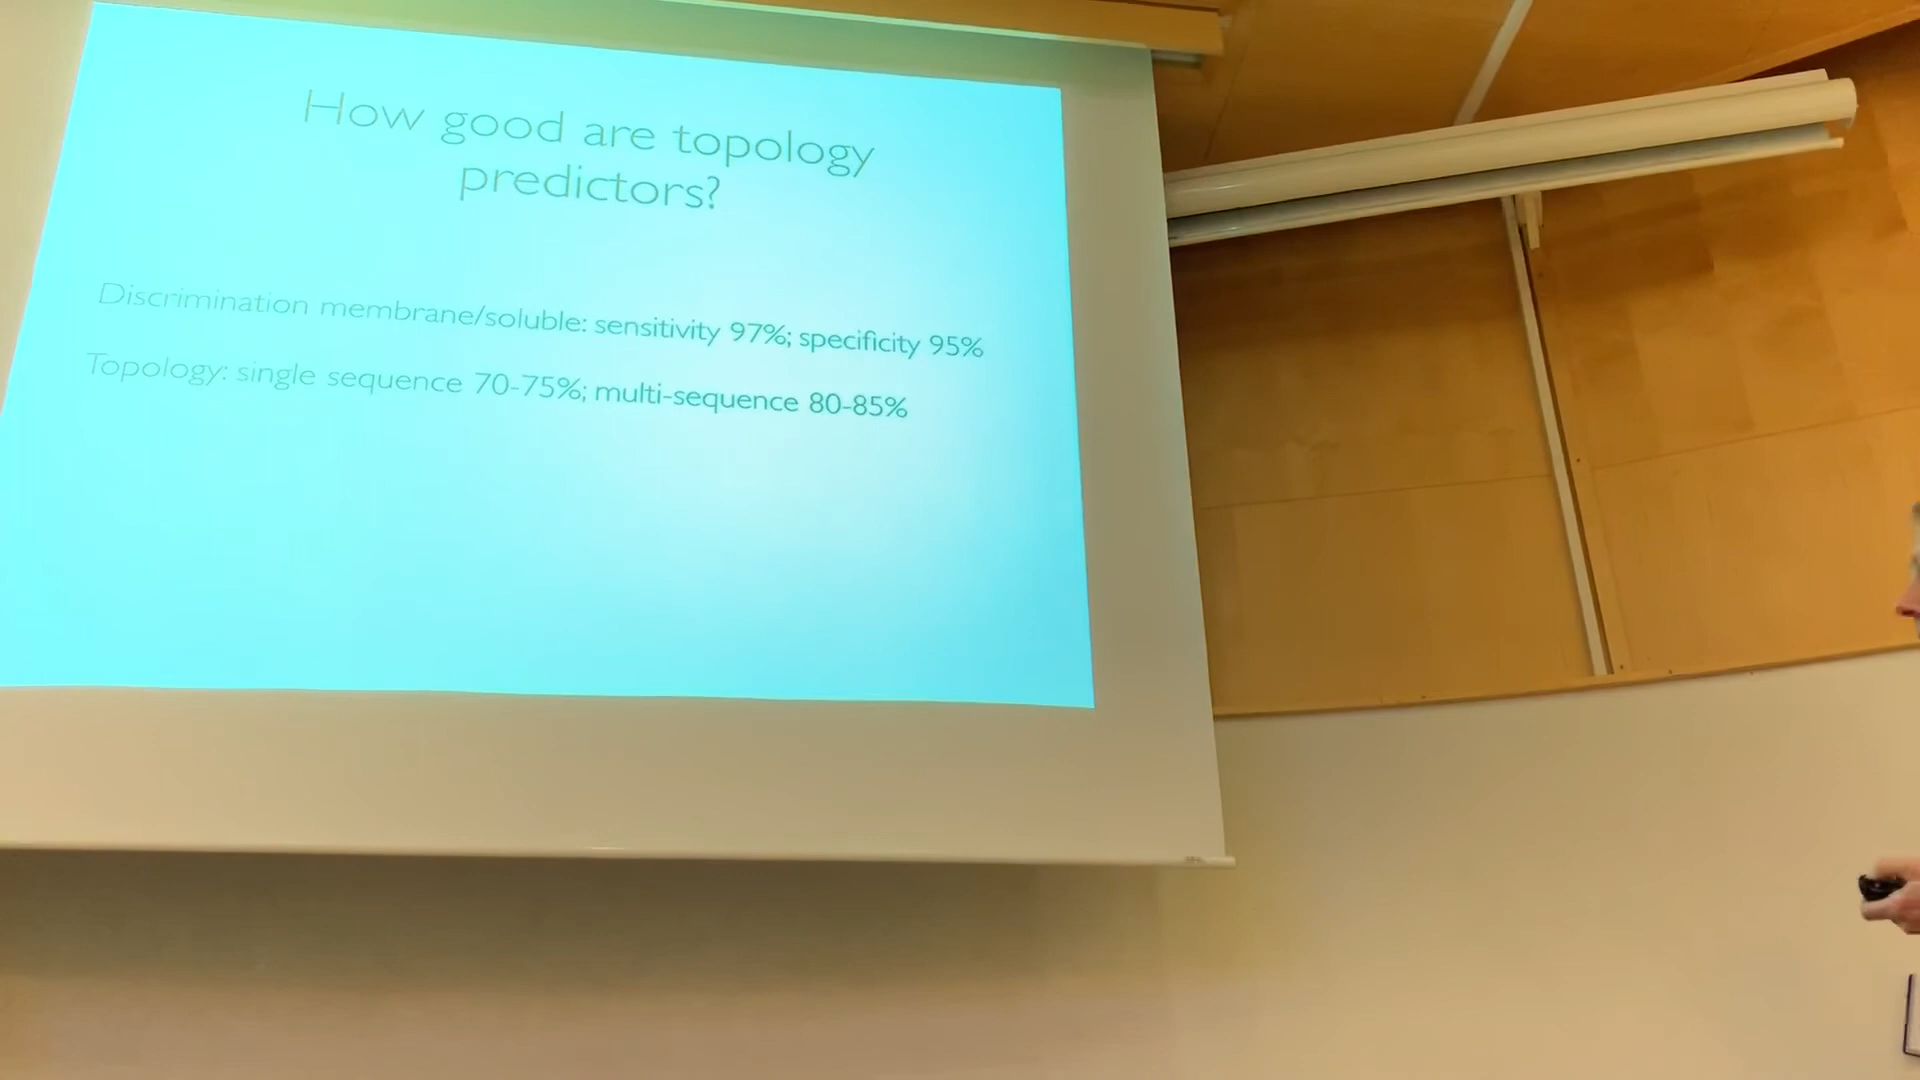 How good are topology
predictors?
Discrimination membrane/soluble: sensitivity 97%; specificity 95%
Topology: single sequence 70-75%; multi-sequence 80-85%